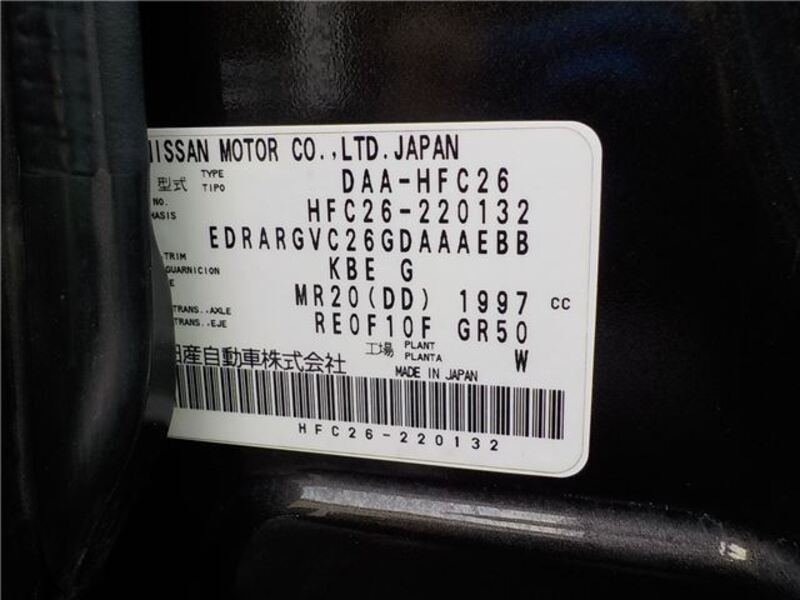 NISSAN MOTOR CO.,LTD. JAPAN
型式 TYPE TIPO DAA-HFC26
NO. HASIS HFC26-220132
EDRARGVC26GDAAAEBB
TRIM GUARNICION KBE G
E MR20(DD) 1997 cc
TRANS.,AXLE TRANS.,EJE RE0F10F GR50
日産自動車株式会社 工場 PLANT PLANTA W
MADE IN JAPAN
HFC26-220132